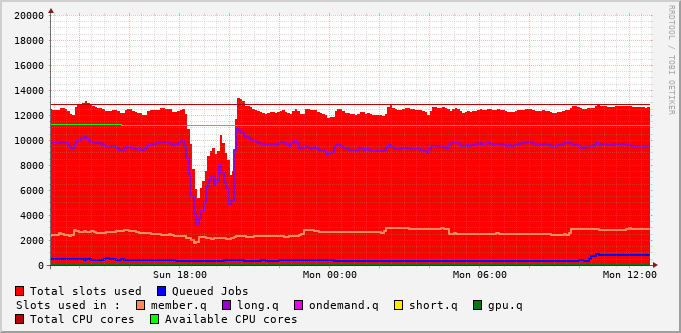 20000
18000
16000
14000
12000
10000
8000
6000
4000
2000
0
Sun 18:00 Mon 00:00 Mon 06:00 Mon 12:00
Total slots used Queued Jobs
Slots used in : member.q long.q ondemand.q short.q gpu.q
Total CPU cores Available CPU cores
RRDTOOL / TOBI OETIKER